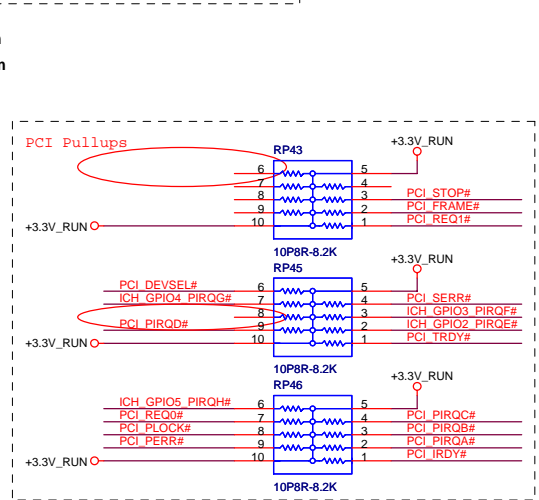 PCI Pullups
RP43
+3.3V_RUN
6 5
7 4
8 3 PCI_STOP#
9 2 PCI_FRAME#
+3.3V_RUN 10 1 PCI_REQ1#
10P8R-8.2K
RP45
+3.3V_RUN
PCI_DEVSEL# 6 5
ICH_GPIO4_PIRQG# 7 4 PCI_SERR#
8 3 ICH_GPIO3_PIRQF#
PCI_PIRQD# 9 2 ICH_GPIO2_PIRQE#
+3.3V_RUN 10 1 PCI_TRDY#
10P8R-8.2K
RP46
+3.3V_RUN
ICH_GPIO5_PIRQH# 6 5
PCI_REQ0# 7 4 PCI_PIRQC#
PCI_PLOCK# 8 3 PCI_PIRQB#
PCI_PERR# 9 2 PCI_PIRQA#
+3.3V_RUN 10 1 PCI_IRDY#
10P8R-8.2K